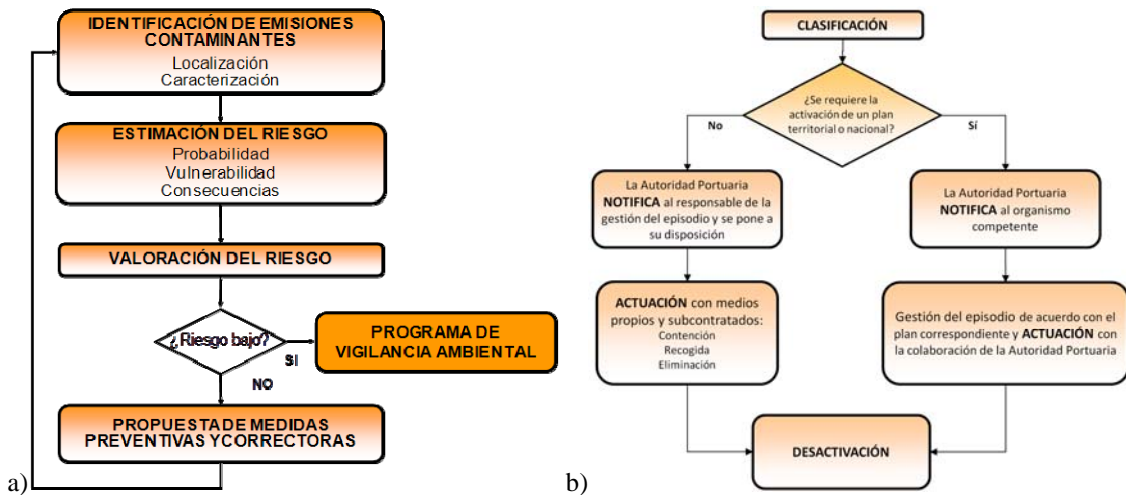 IDENTIFICACIÓN DE EMISIONES
CONTAMINANTES
Localización
Caracterización
ESTIMACIÓN DEL RIESGO
Probabilidad
Vulnerabilidad
Consecuencias
VALORACIÓN DEL RIESGO
¿Riesgo bajo?
SI
PROGRAMA DE
VIGILANCIA AMBIENTAL
NO
PROPUESTA DE MEDIDAS
PREVENTIVAS Y CORRECTORAS
a)
CLASIFICACIÓN
¿Se requiere la
activación de un plan
territorial o nacional?
No
Sí
La Autoridad Portuaria
NOTIFICA al responsable de la
gestión del episodio y se pone a
su disposición
La Autoridad Portuaria
NOTIFICA al organismo
competente
ACTUACIÓN con medios
propios y subcontratados:
Contención
Recogida
Eliminación
Gestión del episodio de acuerdo con el
plan correspondiente y ACTUACIÓN con
la colaboración de la Autoridad Portuaria
DESACTIVACIÓN
b)